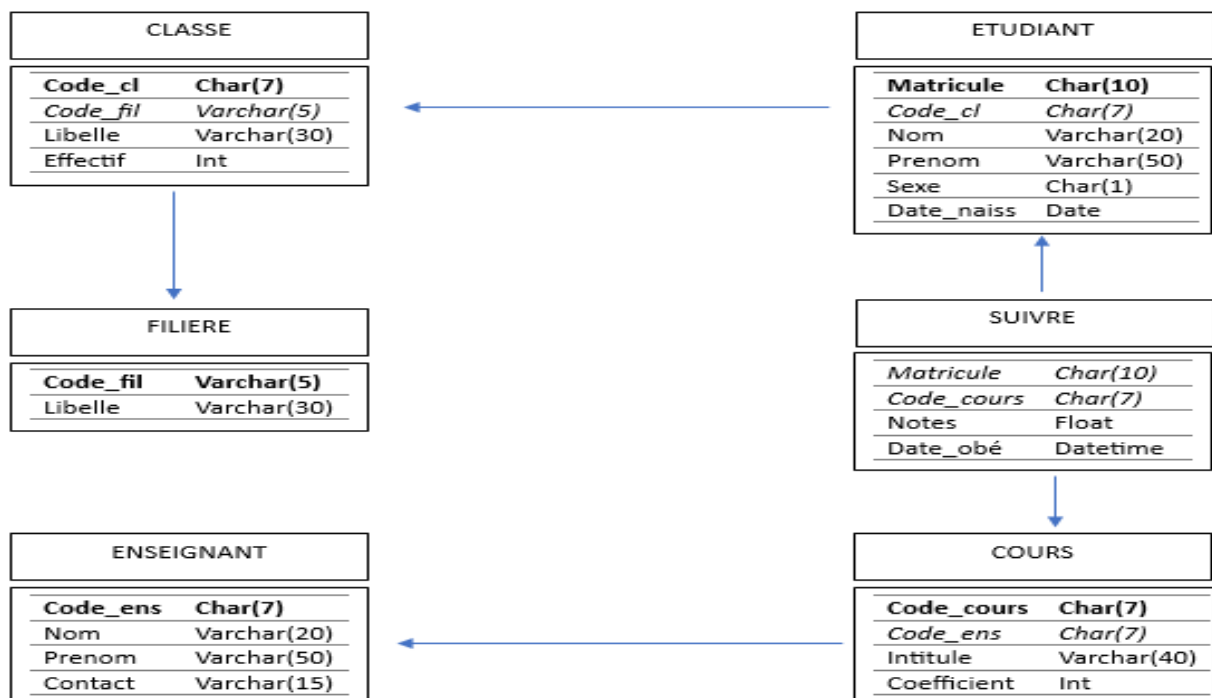 CLASSE
Code_cl Char(7)
Code_fil Varchar(5)
Libelle Varchar(30)
Effectif Int
ETUDIANT
Matricule Char(10)
Code_cl Char(7)
Nom Varchar(20)
Prenom Varchar(50)
Sexe Char(1)
Date_naiss Date
FILIERE
Code_fil Varchar(5)
Libelle Varchar(30)
SUIVRE
Matricule Char(10)
Code_cours Char(7)
Notes Float
Date_obé Datetime
ENSEIGNANT
Code_ens Char(7)
Nom Varchar(20)
Prenom Varchar(50)
Contact Varchar(15)
COURS
Code_cours Char(7)
Code_ens Char(7)
Intitule Varchar(40)
Coefficient Int